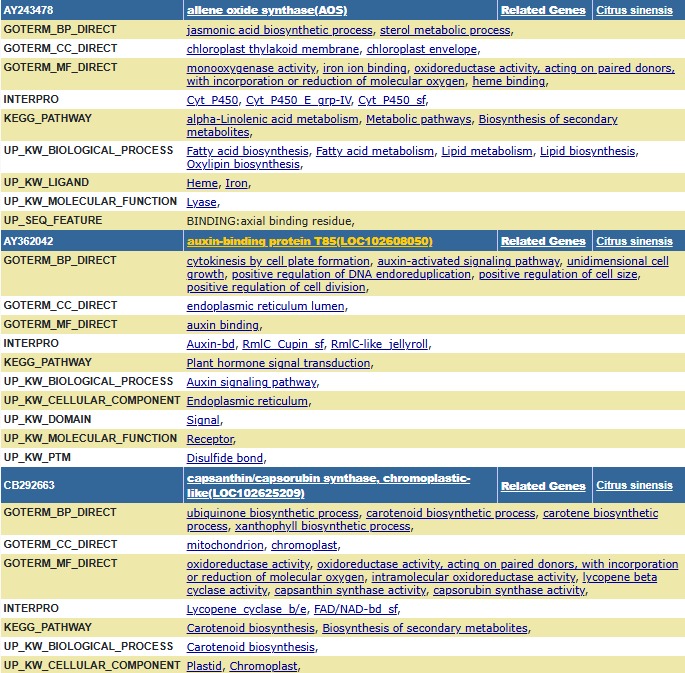 AY243478 allene oxide synthase(AOS) Related Genes Citrus sinensis
GOTERM_BP_DIRECT jasmonic acid biosynthetic process, sterol metabolic process,
GOTERM_CC_DIRECT chloroplast thylakoid membrane, chloroplast envelope,
GOTERM_MF_DIRECT monooxygenase activity, iron ion binding, oxidoreductase activity, acting on paired donors,
with incorporation or reduction of molecular oxygen, heme binding,
INTERPRO Cyt_P450, Cyt_P450_E_grp-IV, Cyt_P450_sf,
KEGG_PATHWAY alpha-Linolenic acid metabolism, Metabolic pathways, Biosynthesis of secondary
metabolites,
UP_KW_BIOLOGICAL_PROCESS Fatty acid biosynthesis, Fatty acid metabolism, Lipid metabolism, Lipid biosynthesis,
Oxylipin biosynthesis,
UP_KW_LIGAND Heme, Iron,
UP_KW_MOLECULAR_FUNCTION Lyase,
UP_SEQ_FEATURE BINDING:axial binding residue,
AY362042 auxin-binding protein T85(LOC102608050) Related Genes Citrus sinensis
GOTERM_BP_DIRECT cytokinesis by cell plate formation, auxin-activated signaling pathway, unidimensional cell
growth, positive regulation of DNA endoreduplication, positive regulation of cell size,
positive regulation of cell division,
GOTERM_CC_DIRECT endoplasmic reticulum lumen,
GOTERM_MF_DIRECT auxin binding,
INTERPRO Auxin-bd, RmlC_Cupin_sf, RmlC-like_jellyroll,
KEGG_PATHWAY Plant hormone signal transduction,
UP_KW_BIOLOGICAL_PROCESS Auxin signaling pathway,
UP_KW_CELLULAR_COMPONENT Endoplasmic reticulum,
UP_KW_DOMAIN Signal,
UP_KW_MOLECULAR_FUNCTION Receptor,
UP_KW_PTM Disulfide bond,
CB292663 capsanthin/capsorubin synthase, chromoplastic-
like(LOC102625209) Related Genes Citrus sinensis
GOTERM_BP_DIRECT ubiquinone biosynthetic process, carotenoid biosynthetic process, carotene biosynthetic
process, xanthophyll biosynthetic process,
GOTERM_CC_DIRECT mitochondrion, chromoplast,
GOTERM_MF_DIRECT oxidoreductase activity, oxidoreductase activity, acting on paired donors, with incorporation
or reduction of molecular oxygen, intramolecular oxidoreductase activity, lycopene beta
cyclase activity, capsanthin synthase activity, capsorubin synthase activity,
INTERPRO Lycopene_cyclase_b/e, FAD/NAD-bd_sf,
KEGG_PATHWAY Carotenoid biosynthesis, Biosynthesis of secondary metabolites,
UP_KW_BIOLOGICAL_PROCESS Carotenoid biosynthesis,
UP_KW_CELLULAR_COMPONENT Plastid, Chromoplast,